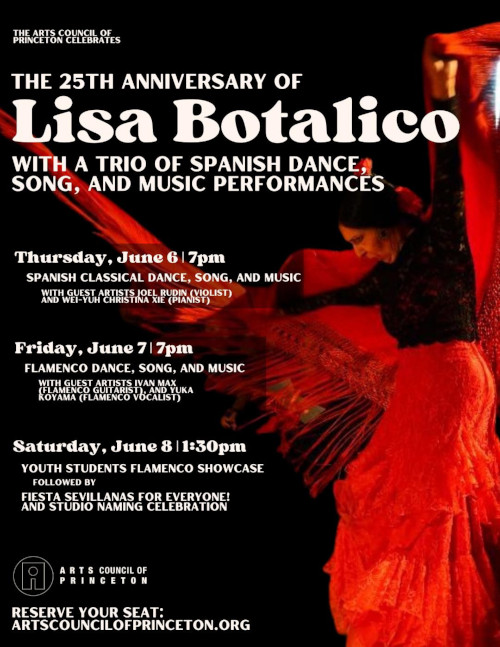 THE ARTS COUNCIL OF
PRINCETON CELEBRATES
THE 25TH ANNIVERSARY OF
Lisa Botalico
WITH A TRIO OF SPANISH DANCE,
SONG, AND MUSIC PERFORMANCES
Thursday, June 6 | 7pm
SPANISH CLASSICAL DANCE, SONG, AND MUSIC
WITH GUEST ARTISTS JOEL RUDIN (VIOLIST)
AND WEI-YUH CHRISTINA XIE (PIANIST)
Friday, June 7 | 7pm
FLAMENCO DANCE, SONG, AND MUSIC
WITH GUEST ARTISTS IVAN MAX
(FLAMENCO GUITARIST), AND YUKA
KOYAMA (FLAMENCO VOCALIST)
Saturday, June 8 | 1:30pm
YOUTH STUDENTS FLAMENCO SHOWCASE
FOLLOWED BY
FIESTA SEVILLANAS FOR EVERYONE!
AND STUDIO NAMING CELEBRATION
ARTS COUNCIL OF
PRINCETON
RESERVE YOUR SEAT:
ARTSCOUNCILOFPRINCETON.ORG